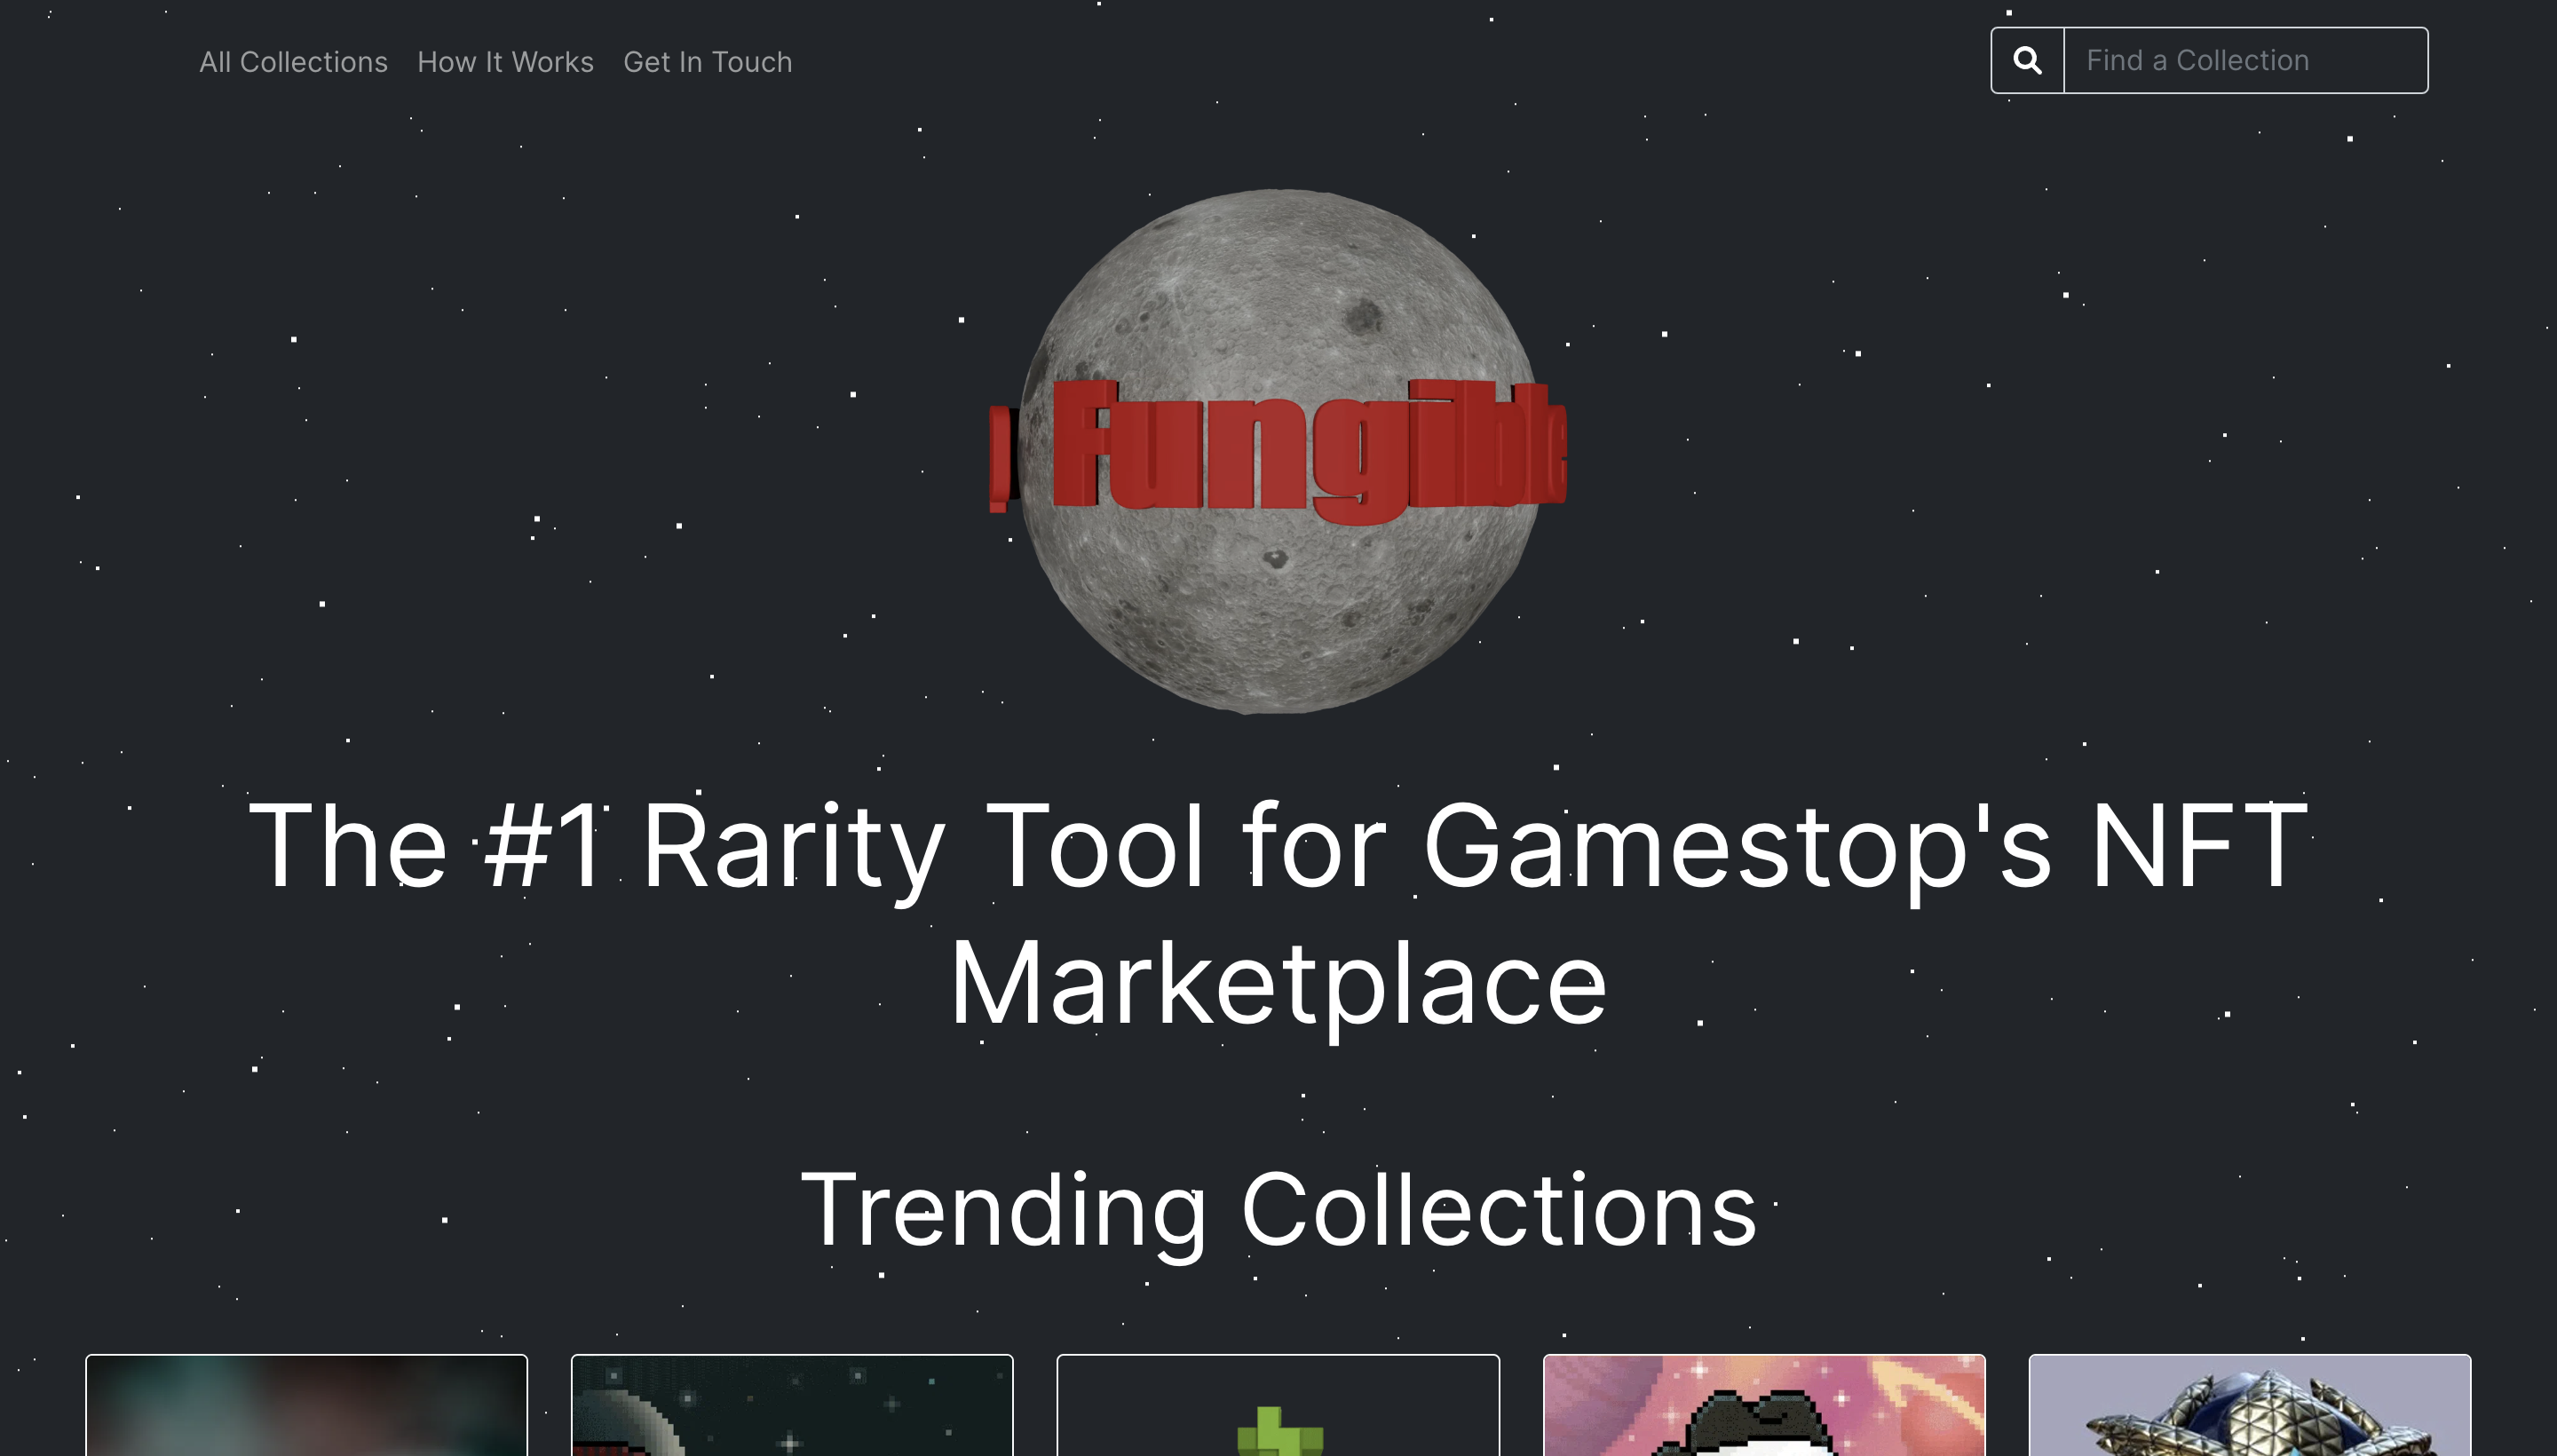 All Collections How It Works Get In Touch
Find a Collection
Fungible
The #1 Rarity Tool for Gamestop's NFT
Marketplace
Trending Collections